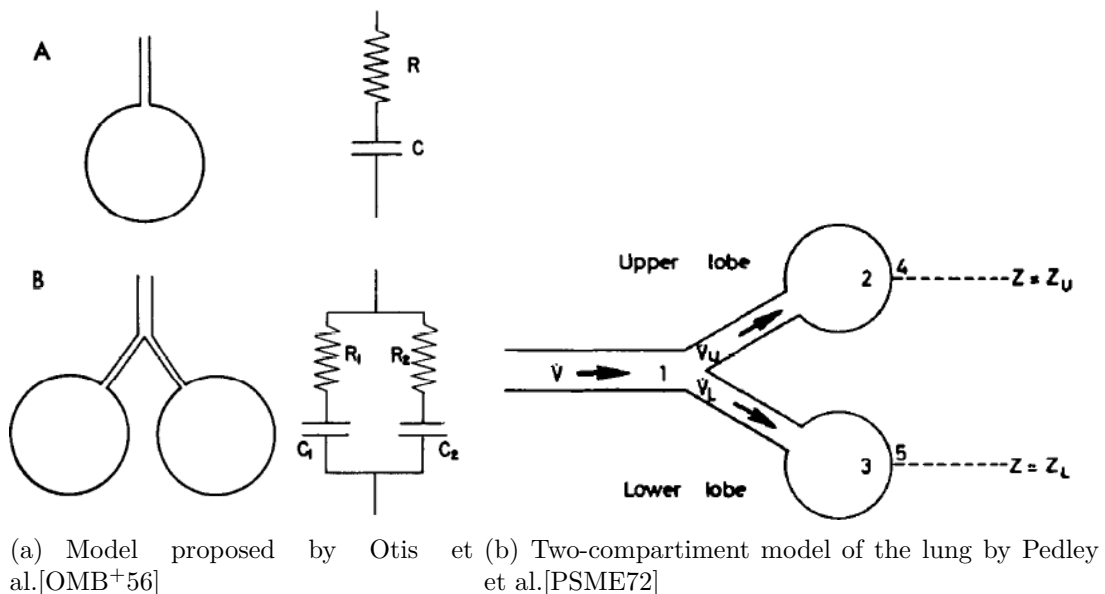 A
R
C
B
R₁
R₂
C₁
C₂
Upper lobe
2
4
Z = Z_U
V̇_U
V̇
1
V̇_L
3
5
Z = Z_L
Lower lobe
(a) Model proposed by Otis et al.[OMB⁺56]
(b) Two-compartiment model of the lung by Pedley et al.[PSME72]